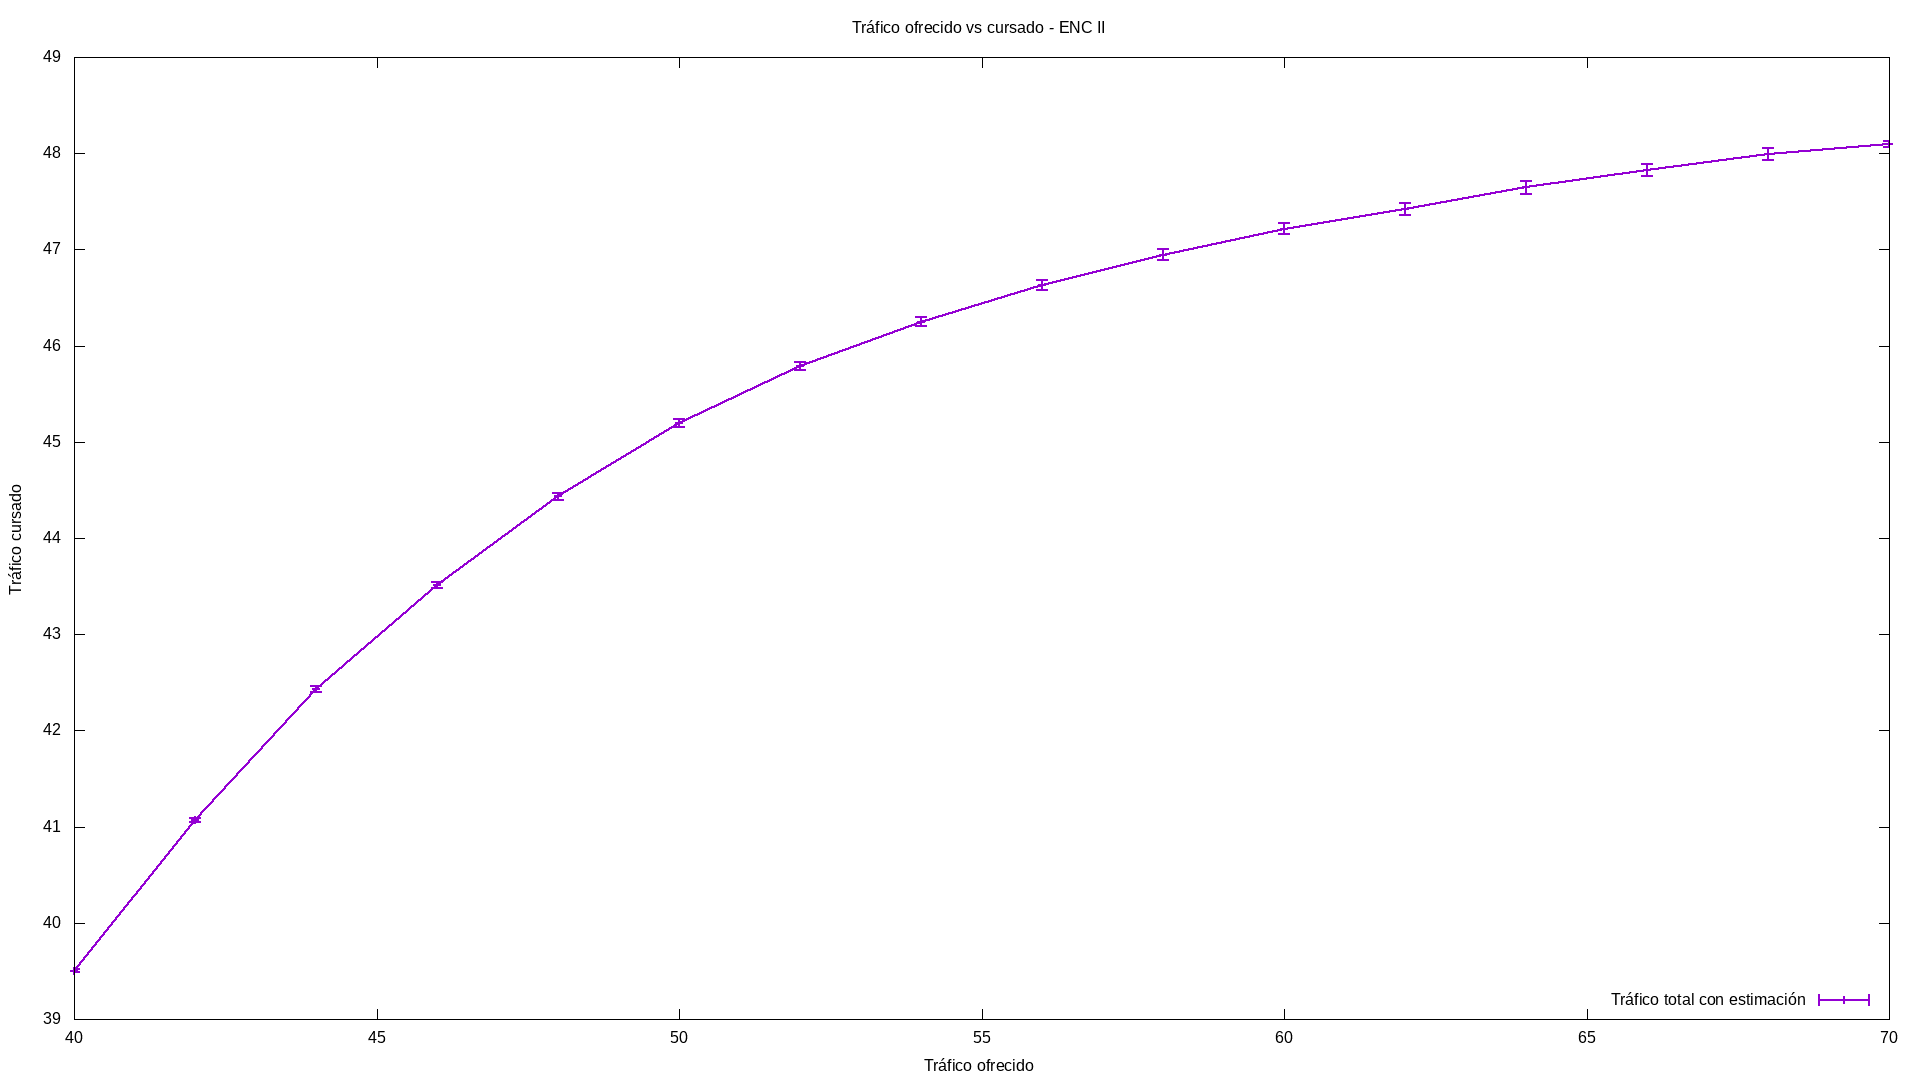 Tráfico ofrecido vs cursado - ENC II
49
48
47
46
45
44
43
42
41
40
39
Tráfico cursado
Tráfico total con estimación
40 45 50 55 60 65 70
Tráfico ofrecido